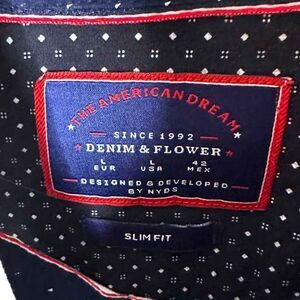 THE AMERICAN DREAM
SINCE 1992
★ DENIM & FLOWER ★
L L 42
EUR USA MEX
DESIGNED & DEVELOPED
BY NYDS
SLIM FIT